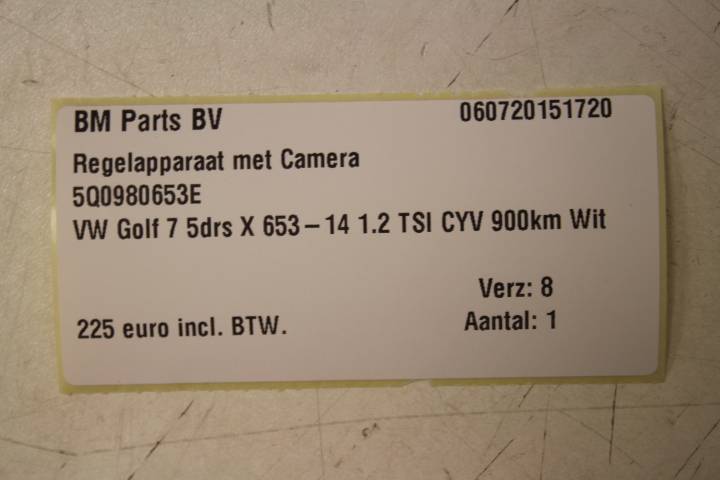 BM Parts BV 060720151720
Regelapparaat met Camera
5Q0980653E
VW Golf 7 5drs X 653-14 1.2 TSI CYV 900km Wit
Verz: 8
225 euro incl. BTW. Aantal: 1